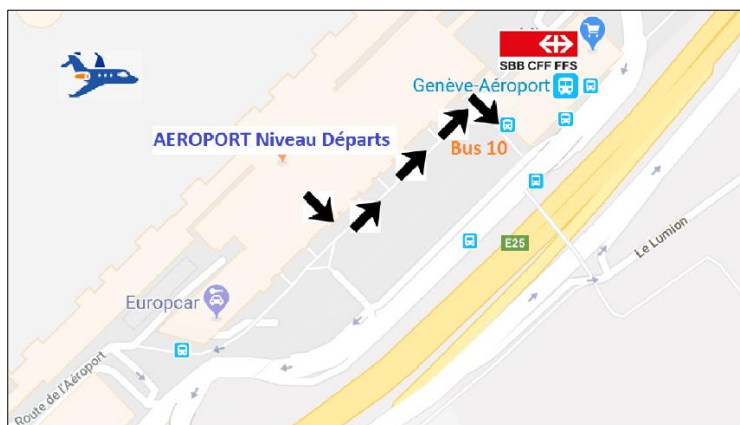 SBB CFF FFS
Genève-Aéroport
AEROPORT Niveau Départs
Bus 10
E25
Le Lumion
Europcar
Route de l'Aéroport